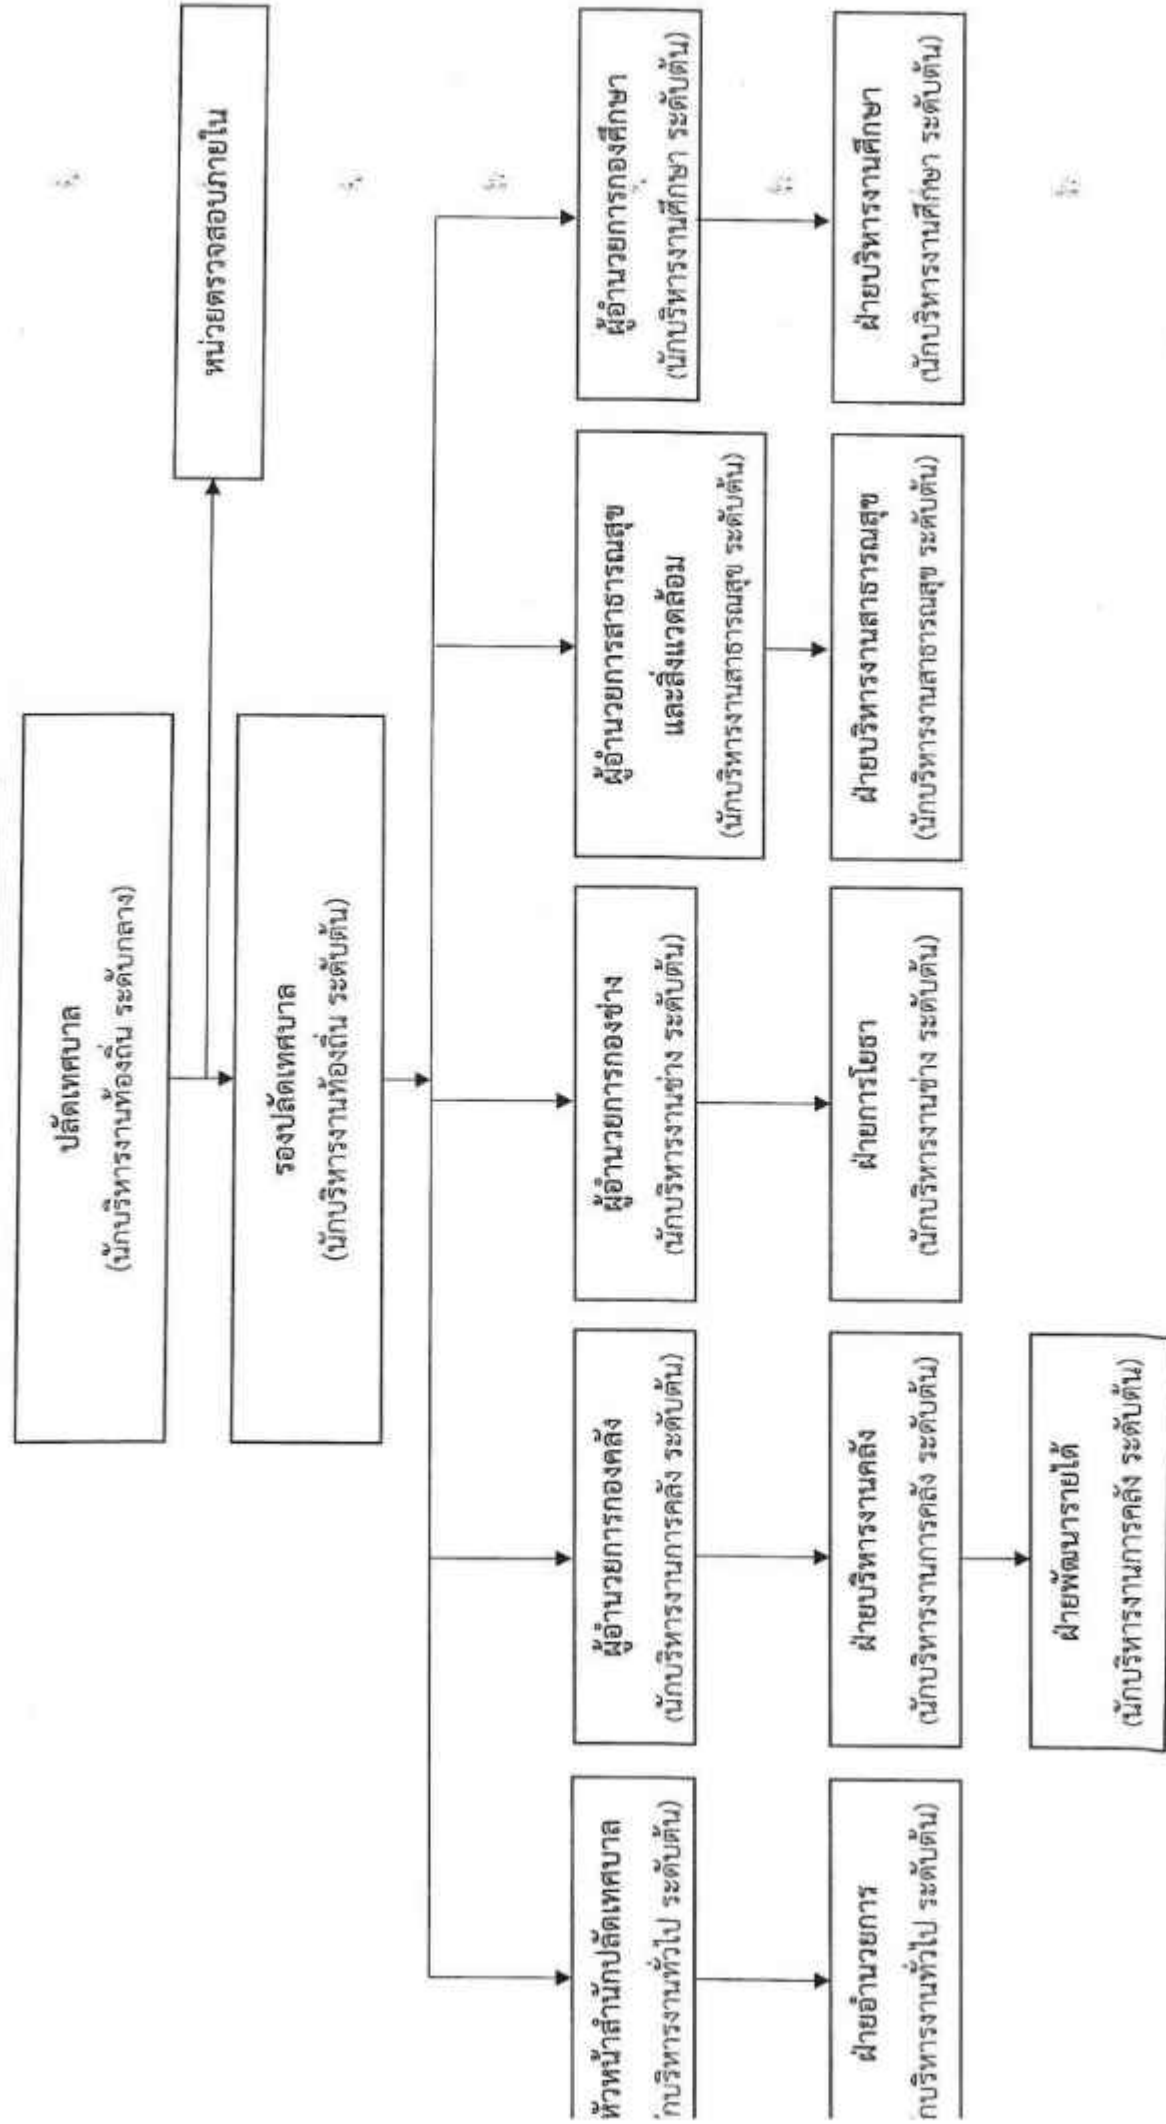 ปลัดเทศบาล
(นักบริหารงานท้องถิ่น ระดับกลาง)
หน่วยตรวจสอบภายใน
รองปลัดเทศบาล
(นักบริหารงานท้องถิ่น ระดับต้น)
หัวหน้าสำนักปลัดเทศบาล
กบริหารงานทั่วไป ระดับต้น)
ผู้อำนวยการกองคลัง
(นักบริหารงานการคลัง ระดับต้น)
ผู้อำนวยการกองช่าง
(นักบริหารงานช่าง ระดับต้น)
ผู้อำนวยการสาธารณสุข
และสิ่งแวดล้อม
(นักบริหารงานสาธารณสุข ระดับต้น)
ผู้อำนวยการกองศึกษา
(นักบริหารงานศึกษา ระดับต้น)
ฝ่ายอำนวยการ
กบริหารงานทั่วไป ระดับต้น)
ฝ่ายบริหารงานคลัง
(นักบริหารงานการคลัง ระดับต้น)
ฝ่ายการโยธา
(นักบริหารงานช่าง ระดับต้น)
ฝ่ายบริหารงานสาธารณสุข
(นักบริหารงานสาธารณสุข ระดับต้น)
ฝ่ายบริหารงานศึกษา
(นักบริหารงานศึกษา ระดับต้น)
ฝ่ายพัฒนารายได้
(นักบริหารงานการคลัง ระดับต้น)